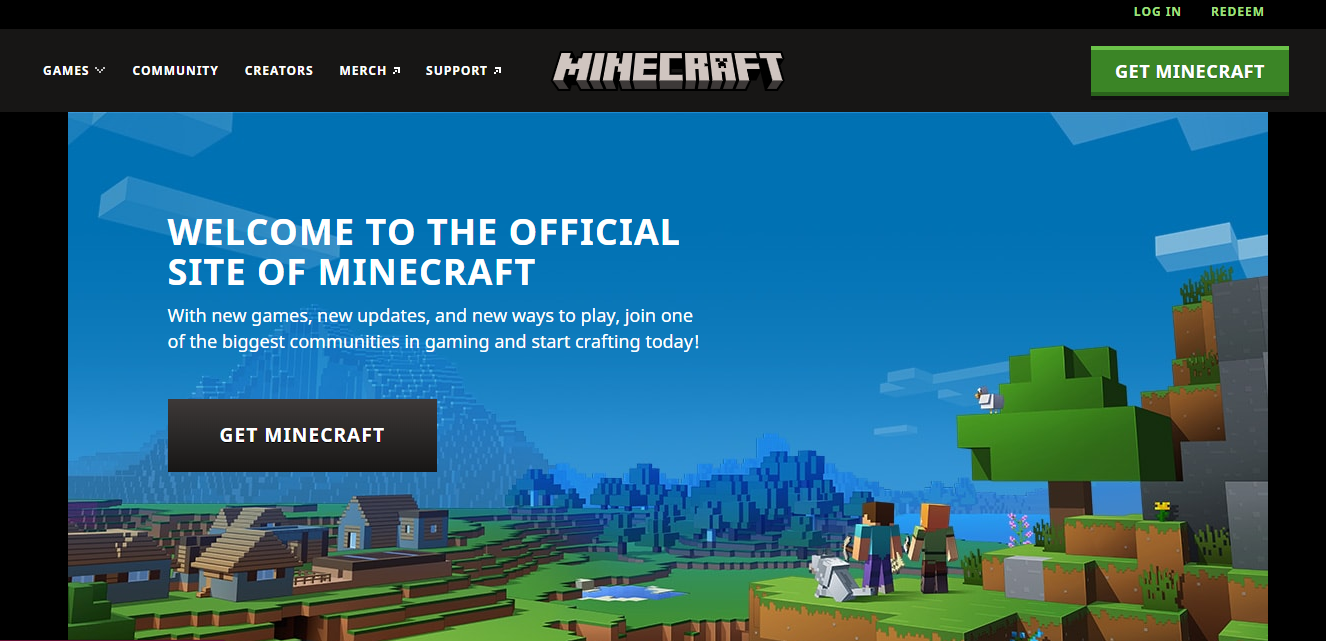 LOG IN REDEEM
GAMES COMMUNITY CREATORS MERCH SUPPORT MINECRAFT GET MINECRAFT
WELCOME TO THE OFFICIAL
SITE OF MINECRAFT
With new games, new updates, and new ways to play, join one
of the biggest communities in gaming and start crafting today!
GET MINECRAFT